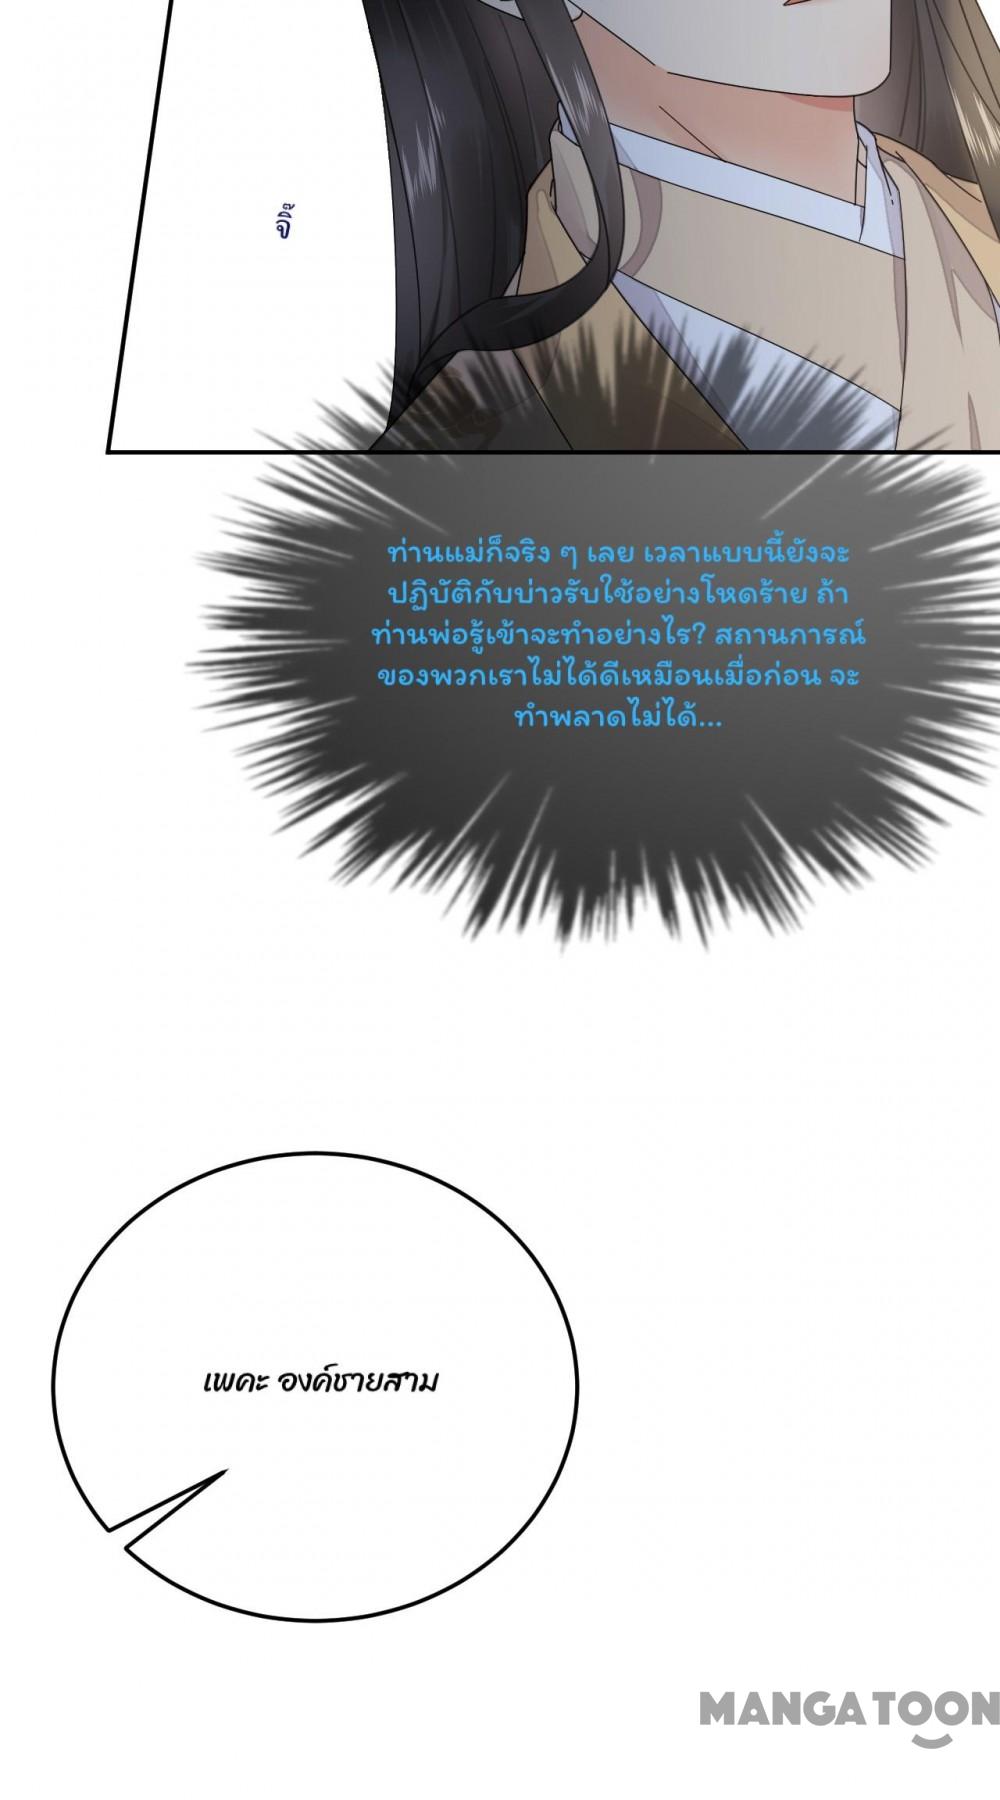 จิ๊
ท่านแม่ก็จริง ๆ เลย เวลาแบบนี้ยังจะ
ปฏิบัติกับบ่าวรับใช้อย่างโหดร้าย ถ้า
ท่านพ่อรู้เข้าจะทำอย่างไร? สถานการณ์
ของพวกเราไม่ได้ดีเหมือนเมื่อก่อน จะ
ทำพลาดไม่ได้...
เพคะ องค์ชายสาม
MANGATOON